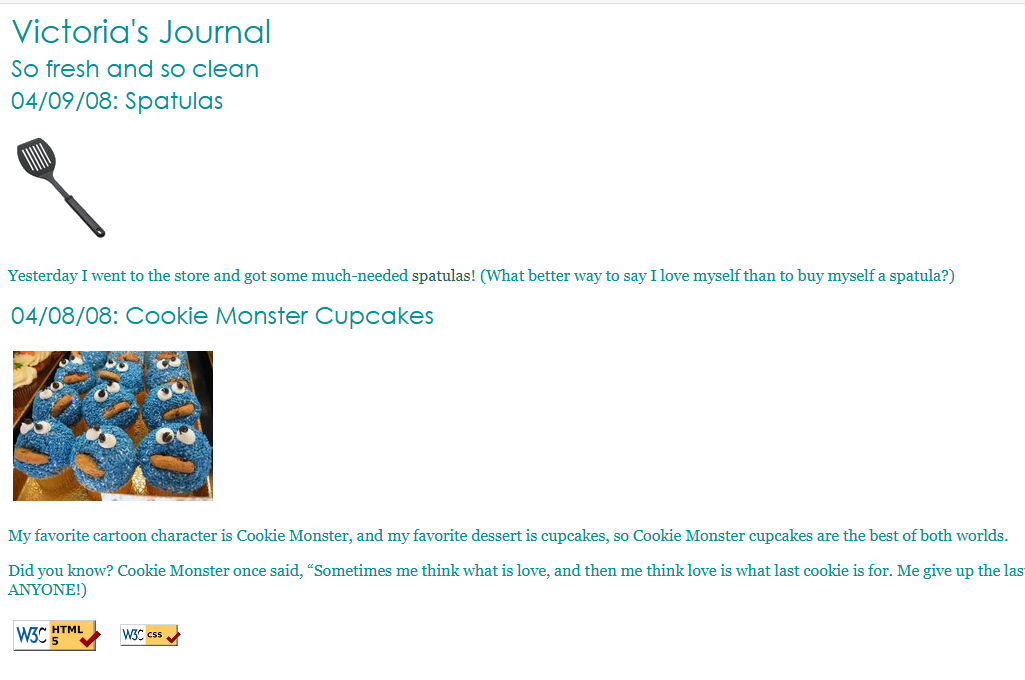 Victoria's Journal
So fresh and so clean
04/09/08: Spatulas
Yesterday I went to the store and got some much-needed spatulas! (What better way to say I love myself than to buy myself a spatula?)
04/08/08: Cookie Monster Cupcakes
My favorite cartoon character is Cookie Monster, and my favorite dessert is cupcakes, so Cookie Monster cupcakes are the best of both worlds.
Did you know? Cookie Monster once said, “Sometimes me think what is love, and then me think love is what last cookie is for. Me give up the las
ANYONE!)
W3C HTML 5
W3C css